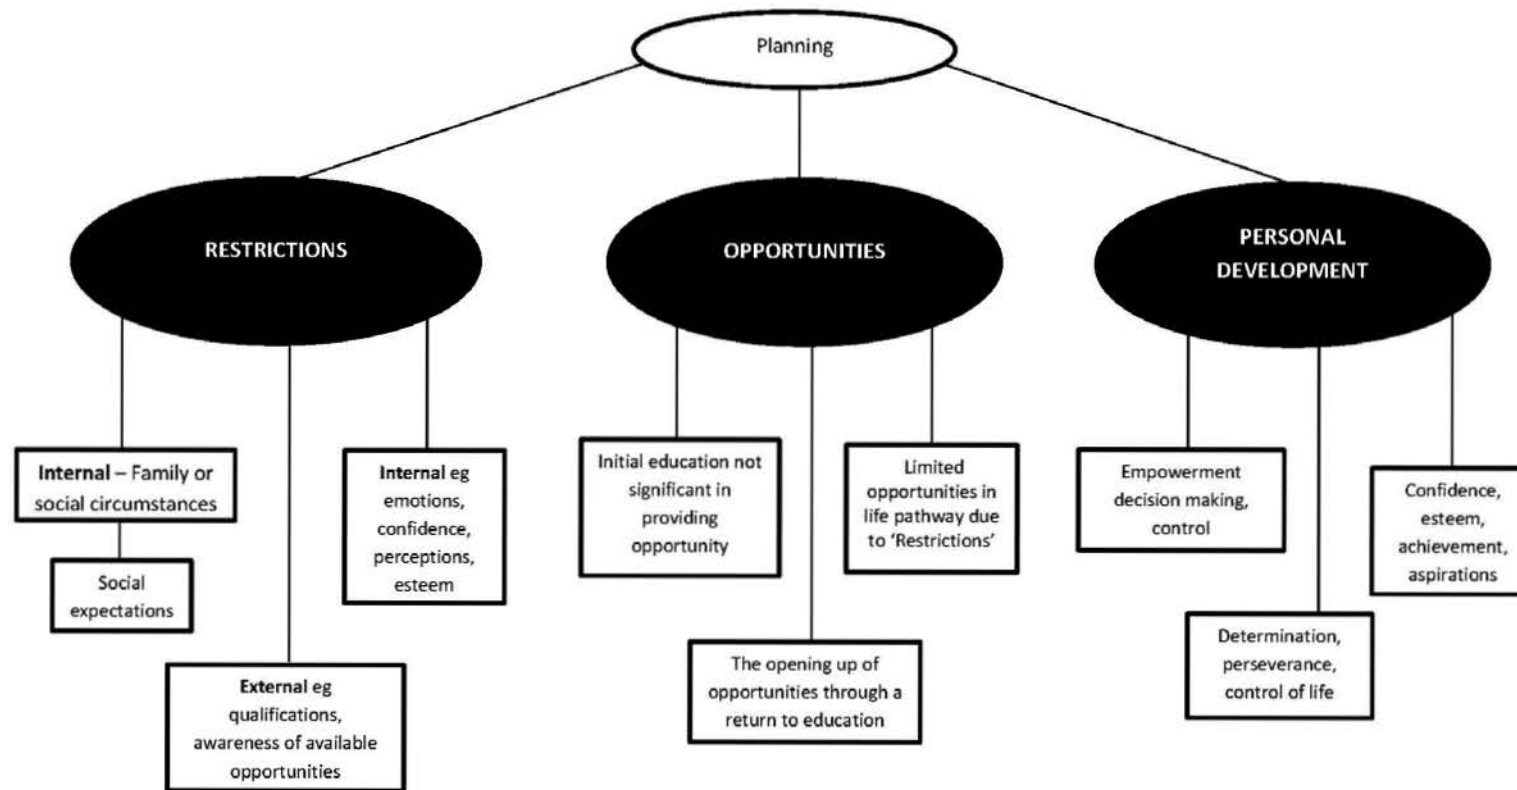 Planning
RESTRICTIONS
OPPORTUNITIES
PERSONAL
DEVELOPMENT
Internal – Family or
social circumstances
Social
expectations
External eg
qualifications,
awareness of available
opportunities
Internal eg
emotions,
confidence,
perceptions,
esteem
Initial education not
significant in
providing
opportunity
The opening up of
opportunities through a
return to education
Limited
opportunities in
life pathway due
to ‘Restrictions’
Empowerment
decision making,
control
Determination,
perseverance,
control of life
Confidence,
esteem,
achievement,
aspirations